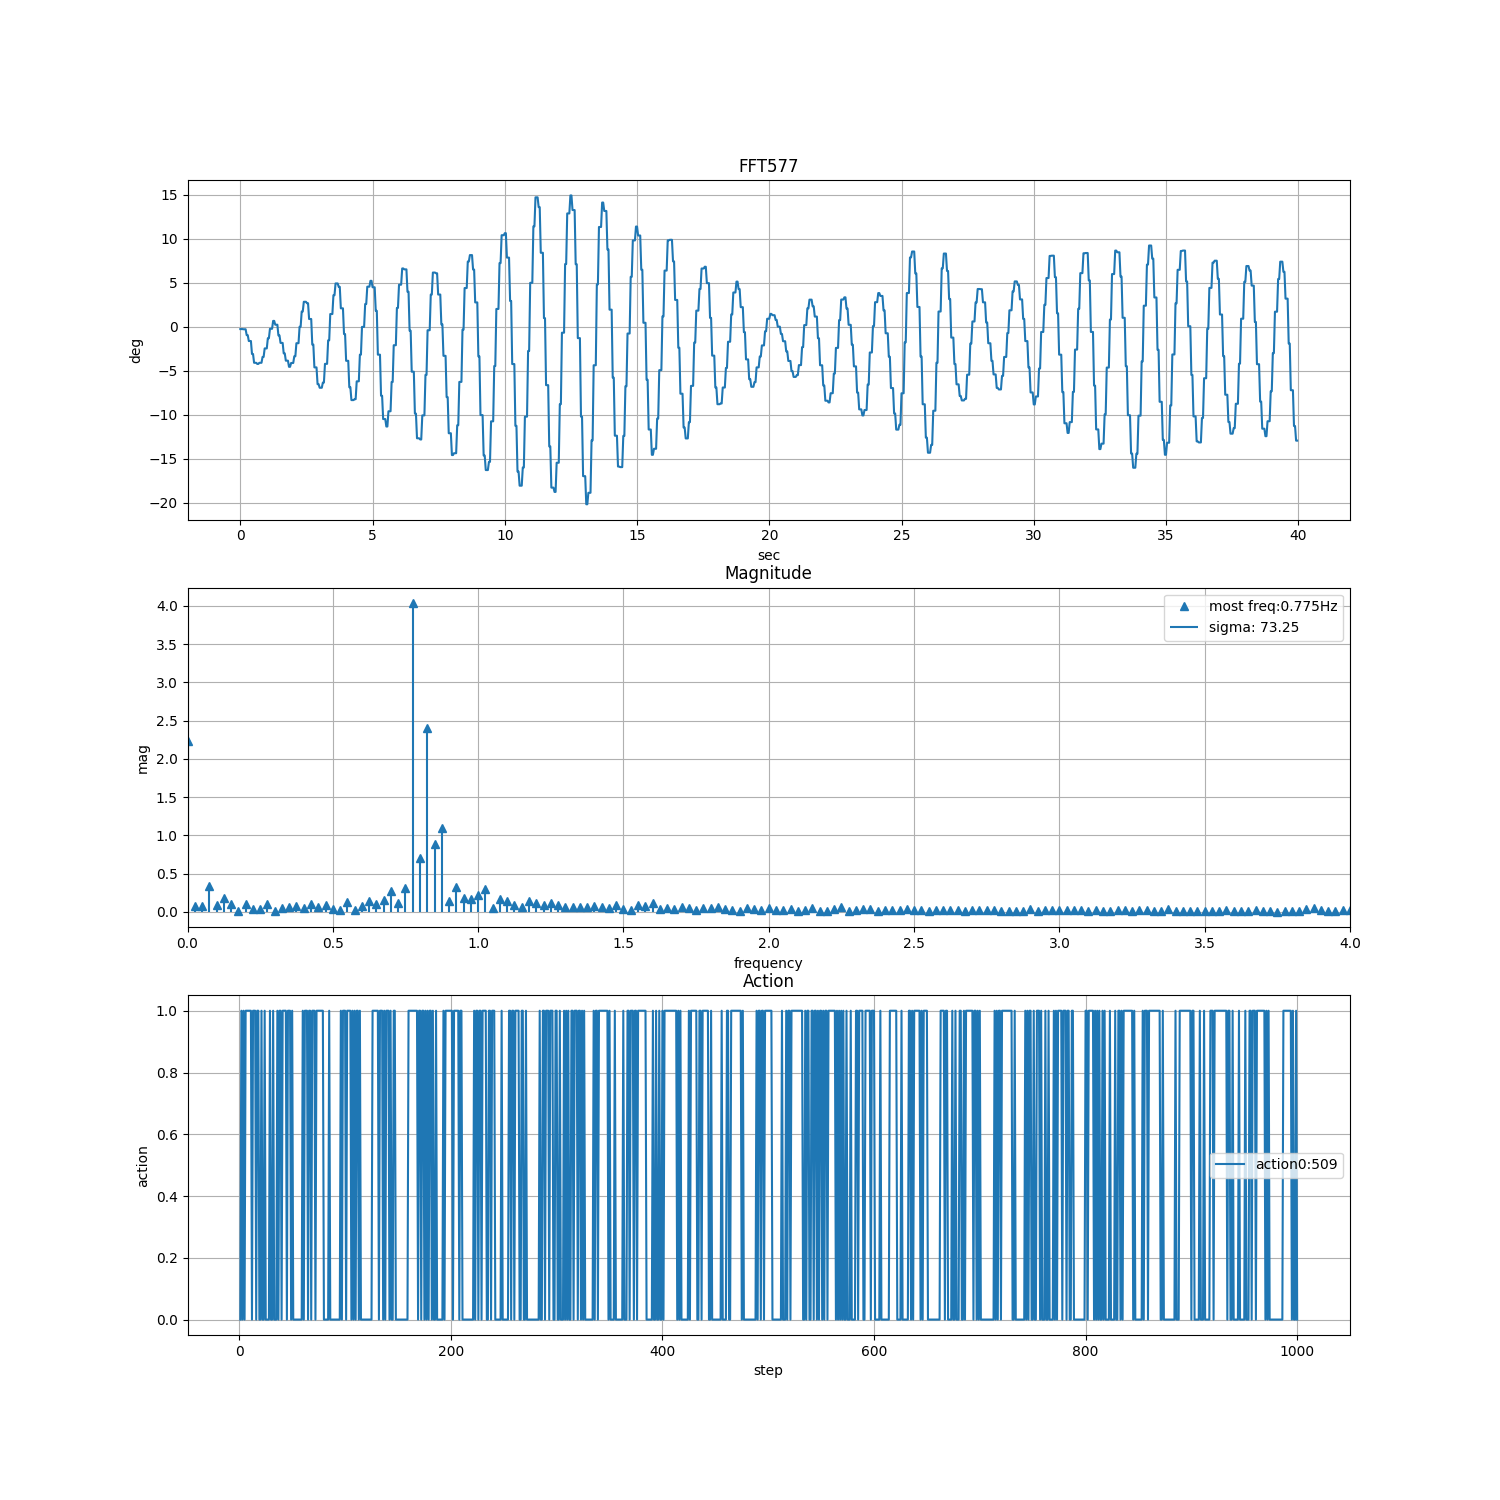 FFT577
15
10
5
0
−5
−10
−15
−20
deg
0 5 10 15 20 25 30 35 40
sec
Magnitude
4.0
3.5
3.0
2.5
2.0
1.5
1.0
0.5
0.0
mag
most freq:0.775Hz
sigma: 73.25
0.0 0.5 1.0 1.5 2.0 2.5 3.0 3.5 4.0
frequency
Action
1.0
0.8
0.6
0.4
0.2
0.0
action
action0:509
0 200 400 600 800 1000
step